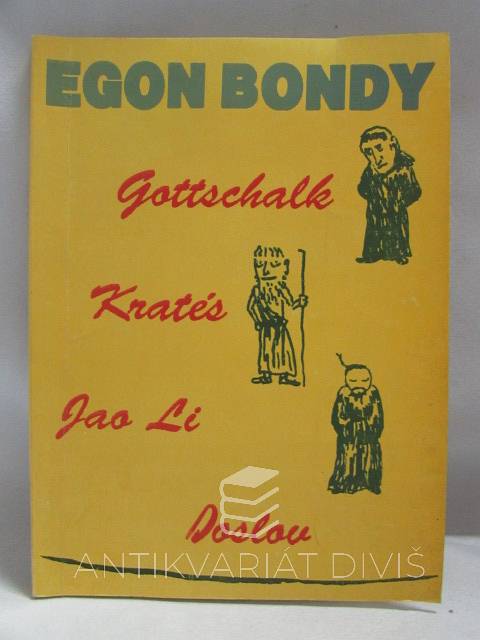 EGON BONDY
Gottschalk
Kratés
Jao Li
Doslov
ANTIKVARIÁT DIVIŠ